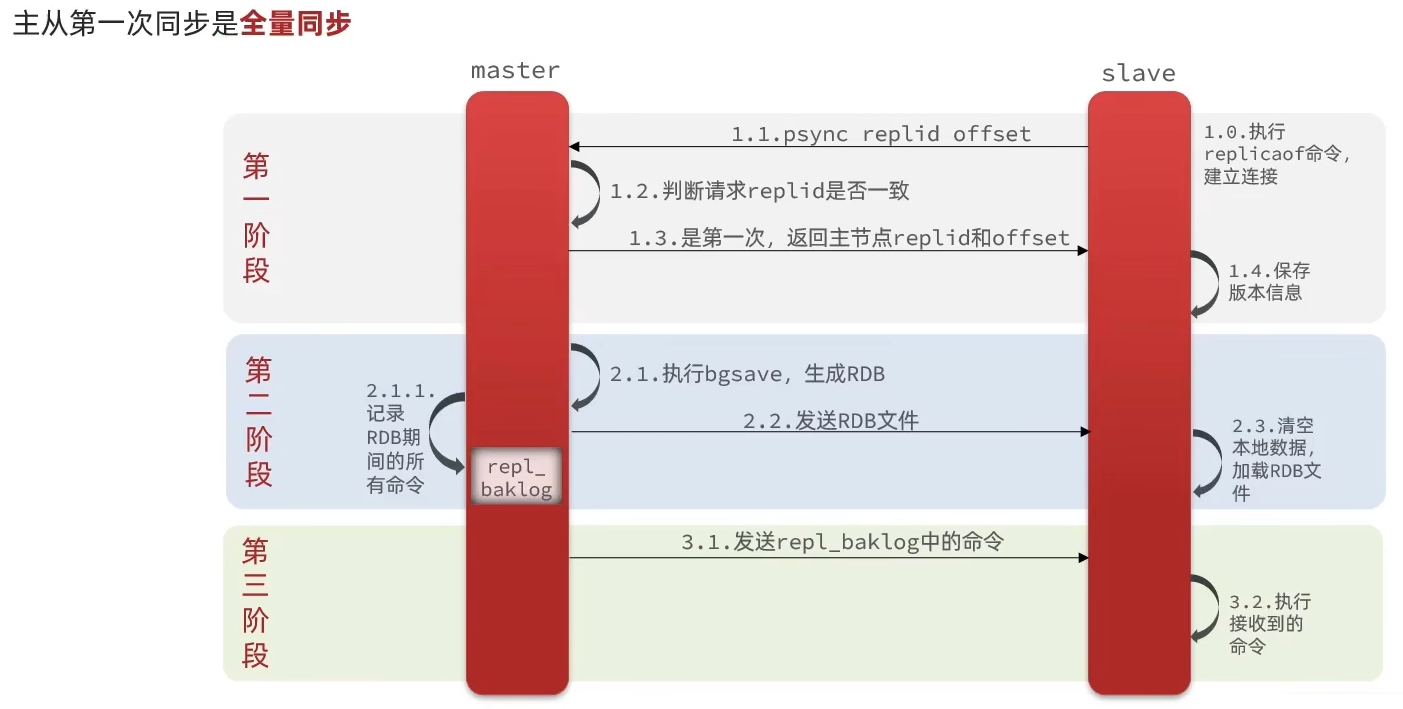 主从第一次同步是全量同步
master
slave
第
一
阶
段
1.1.psync replid offset
1.0.执行
replicaof命令，
建立连接
1.2.判断请求replid是否一致
1.3.是第一次，返回主节点replid和offset
1.4.保存
版本信息
第
二
阶
段
2.1.执行bgsave，生成RDB
2.1.1.
记录
RDB期
间的所
有命令
repl_
baklog
2.2.发送RDB文件
2.3.清空
本地数据，
加载RDB文
件
第
三
阶
段
3.1.发送repl_baklog中的命令
3.2.执行
接收到的
命令